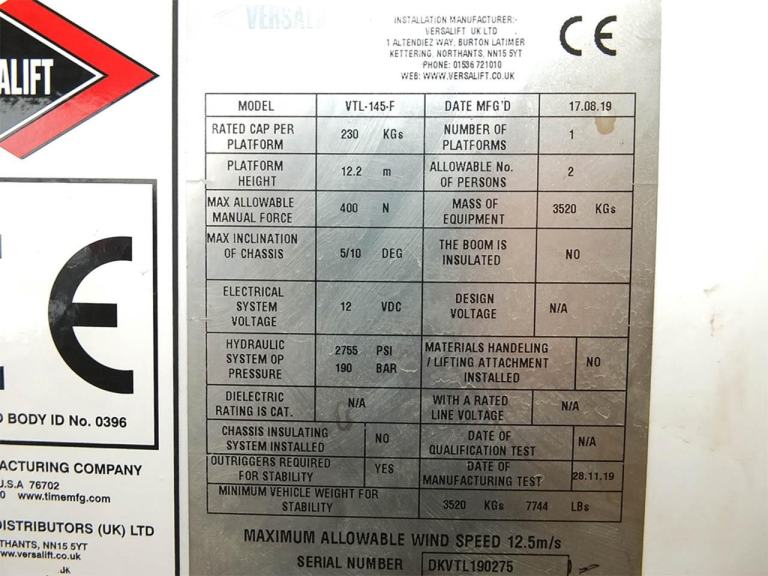 VERSAL
INSTALLATION MANUFACTURER:-
VERSALIFT UK LTD
1 ALTENDIEZ WAY, BURTON LATIMER
KETTERING, NORTHANTS, NN15 5YT
PHONE: 01536 721010
WEB: WWW.VERSALIFT.CO.UK
CE
ALIFT
MODEL VTL-145-F DATE MFG'D 17.08.19
RATED CAP PER PLATFORM 230 KGs NUMBER OF PLATFORMS 1
PLATFORM HEIGHT 12.2 m ALLOWABLE No. OF PERSONS 2
MAX ALLOWABLE MANUAL FORCE 400 N MASS OF EQUIPMENT 3520 KGs
MAX INCLINATION OF CHASSIS 5/10 DEG THE BOOM IS INSULATED NO
ELECTRICAL SYSTEM VOLTAGE 12 VDC DESIGN VOLTAGE N/A
HYDRAULIC SYSTEM OP PRESSURE 2755 PSI 190 BAR MATERIALS HANDELING / LIFTING ATTACHMENT INSTALLED NO
DIELECTRIC RATING IS CAT. N/A WITH A RATED LINE VOLTAGE N/A
CHASSIS INSULATING SYSTEM INSTALLED NO DATE OF QUALIFICATION TEST N/A
OUTRIGGERS REQUIRED FOR STABILITY YES DATE OF MANUFACTURING TEST 28.11.19
MINIMUM VEHICLE WEIGHT FOR STABILITY 3520 KGs 7744 LBs
MAXIMUM ALLOWABLE WIND SPEED 12.5m/s
SERIAL NUMBER DKVTL190275
CE
D BODY ID No. 0396
ACTURING COMPANY
U.S.A 76702
0 www.timemfg.com
DISTRIBUTORS (UK) LTD
THANTS, NN15 5YT
www.versalift.co.uk